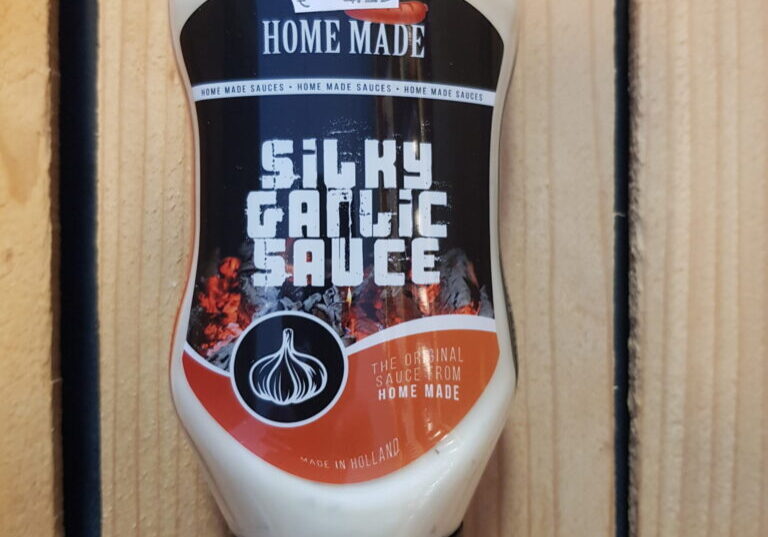 HOME MADE
HOME MADE SAUCES • HOME MADE SAUCES • HOME MADE SAUCES
SiLKY
GARLiC
SAUCE
THE ORIGINAL
SAUCE FROM
HOME MADE
MADE IN HOLLAND